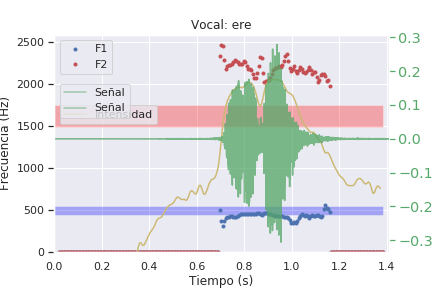 Vocal: ere
F1
F2
Señal
Señal
Intensidad
Frecuencia (Hz)
2500
2000
1500
1000
500
0
0.3
0.2
0.1
0.0
−0.1
−0.2
−0.3
0.0 0.2 0.4 0.6 0.8 1.0 1.2 1.4
Tiempo (s)